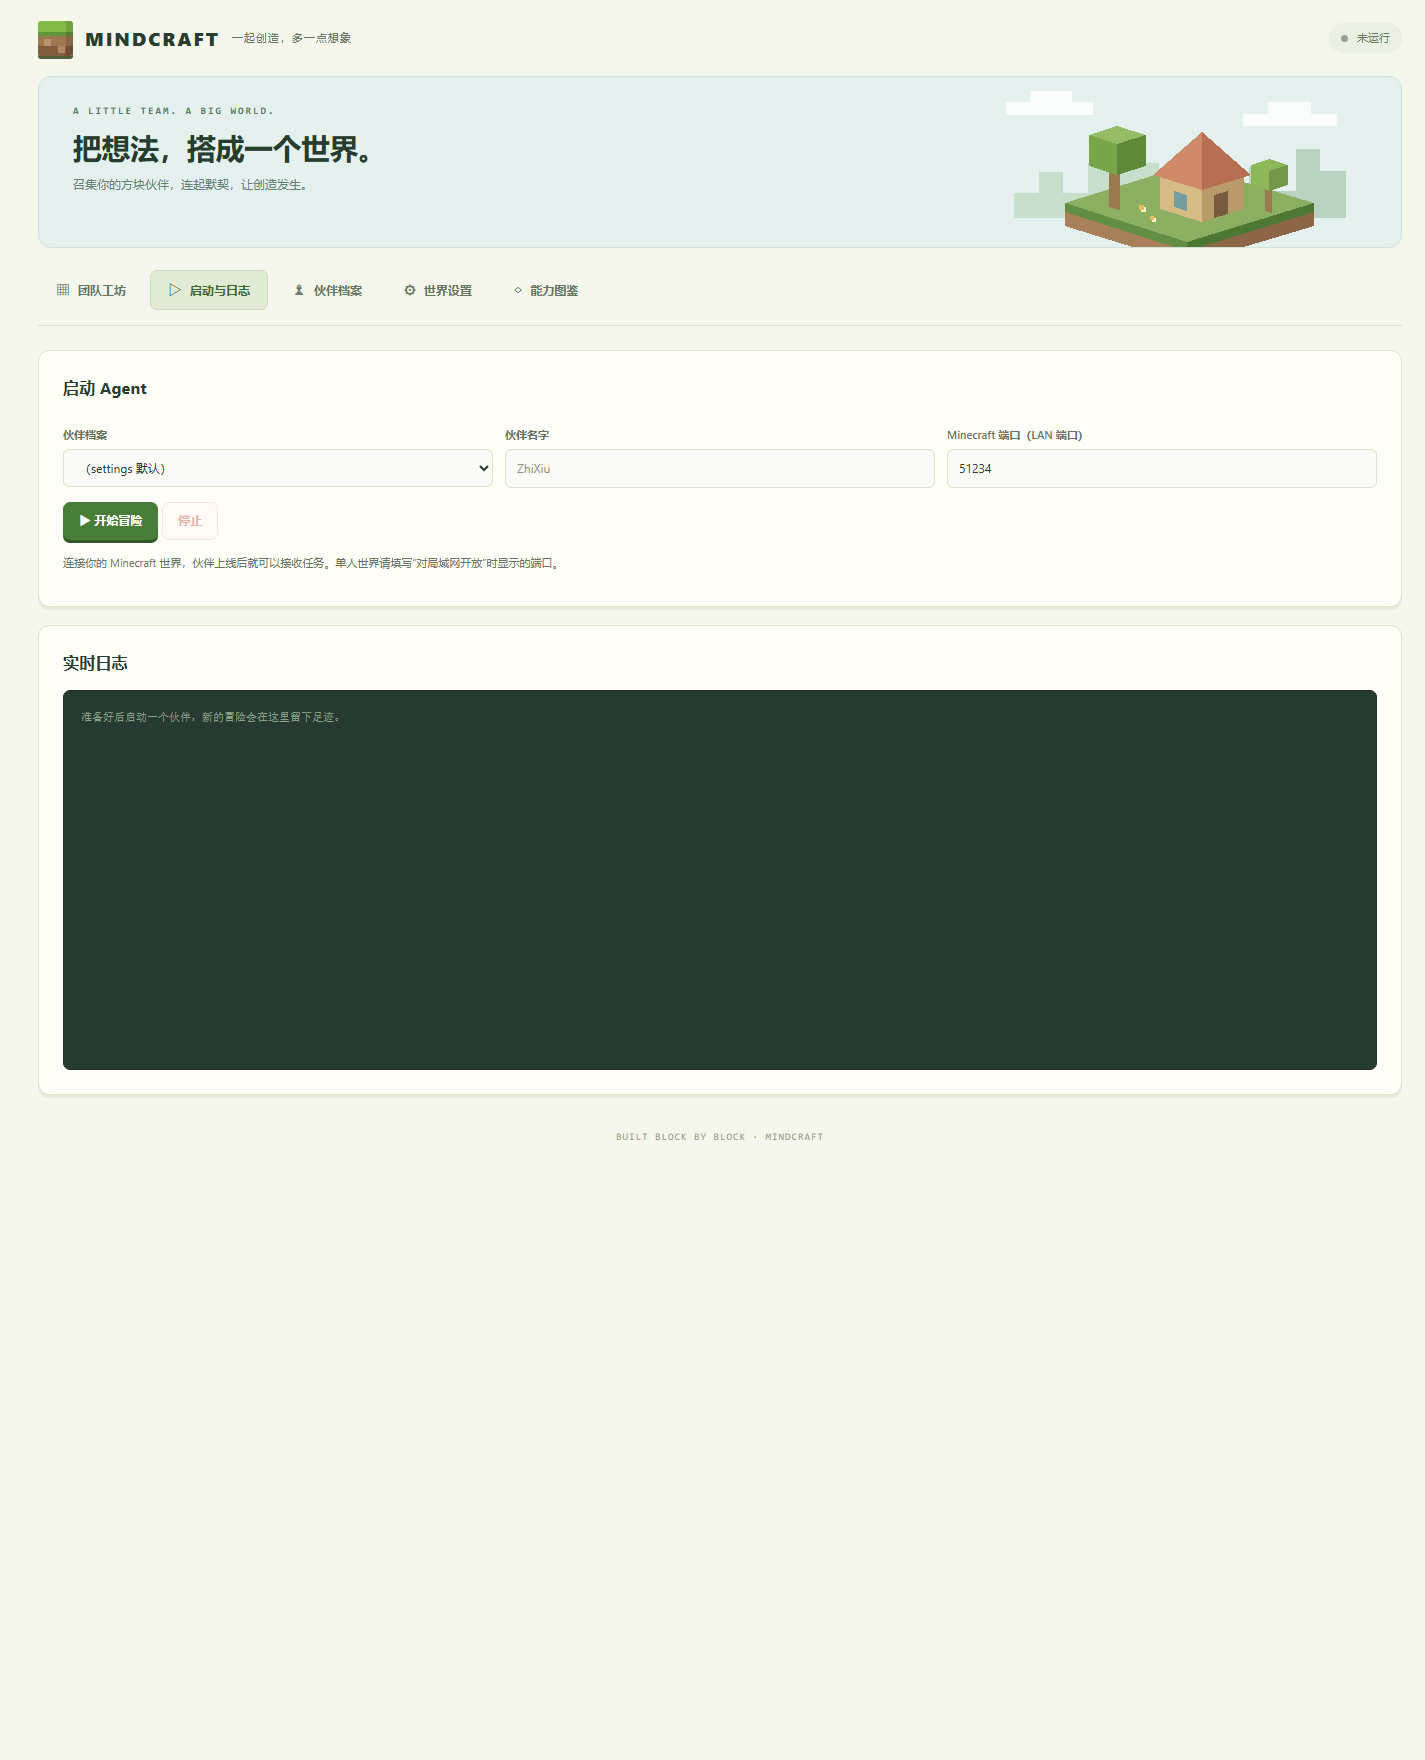 MINDCRAFT 一起创造，多一点想象
未运行
A LITTLE TEAM. A BIG WORLD.
把想法，搭成一个世界。
召集你的方块伙伴，连起默契，让创造发生。
团队工坊 启动与日志 伙伴档案 世界设置 能力图鉴
启动 Agent
伙伴档案 伙伴名字 Minecraft 端口（LAN 端口）
（settings 默认） ZhiXiu 51234
▶ 开始冒险 停止
连接你的 Minecraft 世界，伙伴上线后就可以接收任务。单人世界请填写“对局域网开放”时显示的端口。
实时日志
准备好后启动一个伙伴，新的冒险会在这里留下足迹。
BUILT BLOCK BY BLOCK · MINDCRAFT